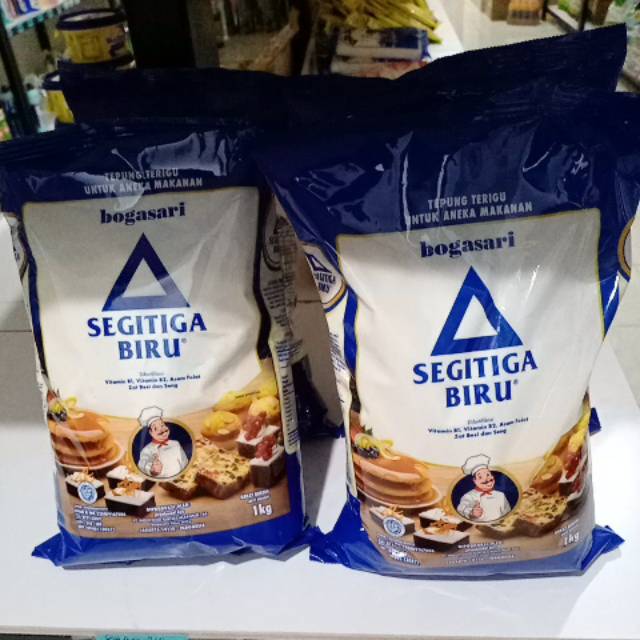 TEPUNG TERIGU
UNTUK ANEKA MAKANAN
bogasari
SEGITIGA
BIRU®
Vitamin B1, Vitamin B2, Asam Folat
Zat Besi dan Seng
1kg
TEPUNG TERIGU
UNTUK ANEKA MAKANAN
bogasari
SEGITIGA
BIRU®
Vitamin B1, Vitamin B2, Asam Folat
Zat Besi dan Seng
1kg